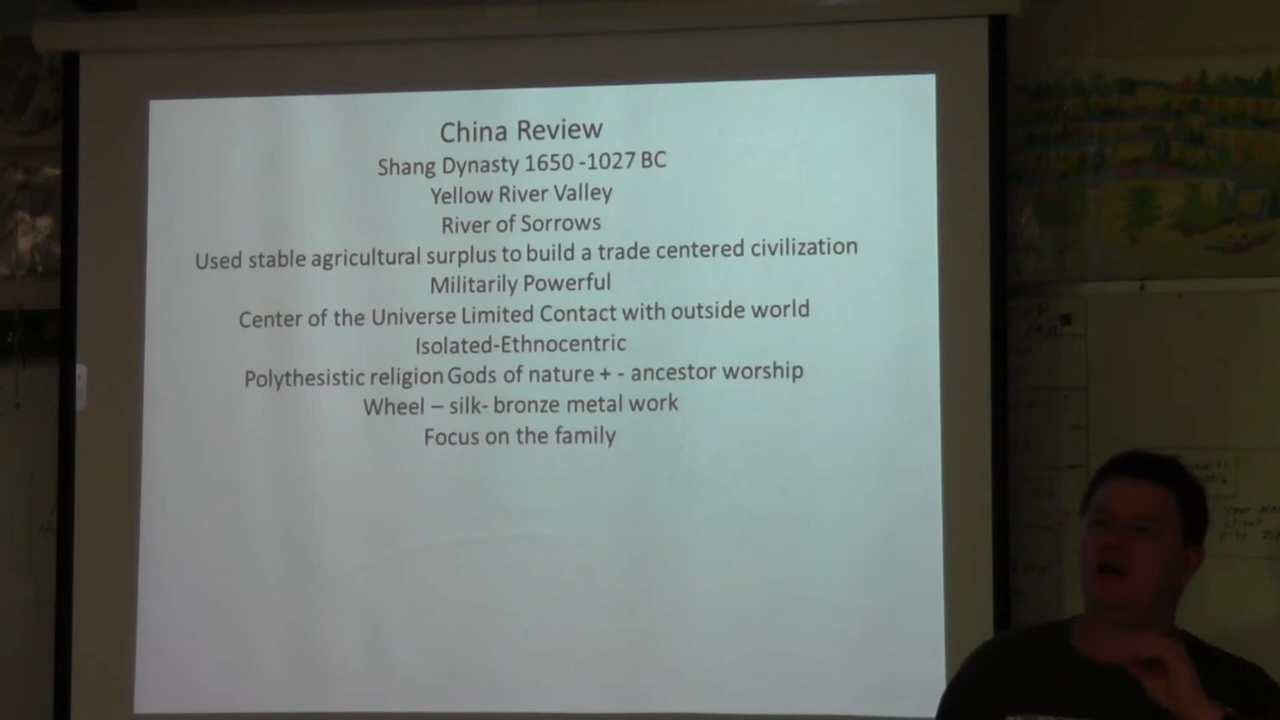 China Review
Shang Dynasty 1650 -1027 BC
Yellow River Valley
River of Sorrows
Used stable agricultural surplus to build a trade centered civilization
Militarily Powerful
Center of the Universe Limited Contact with outside world
Isolated-Ethnocentric
Polythesistic religion Gods of nature + - ancestor worship
Wheel – silk- bronze metal work
Focus on the family